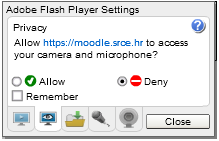 Adobe Flash Player Settings
Privacy
Allow https://moodle.srce.hr to access
your camera and microphone?
Allow Deny
Remember
Close